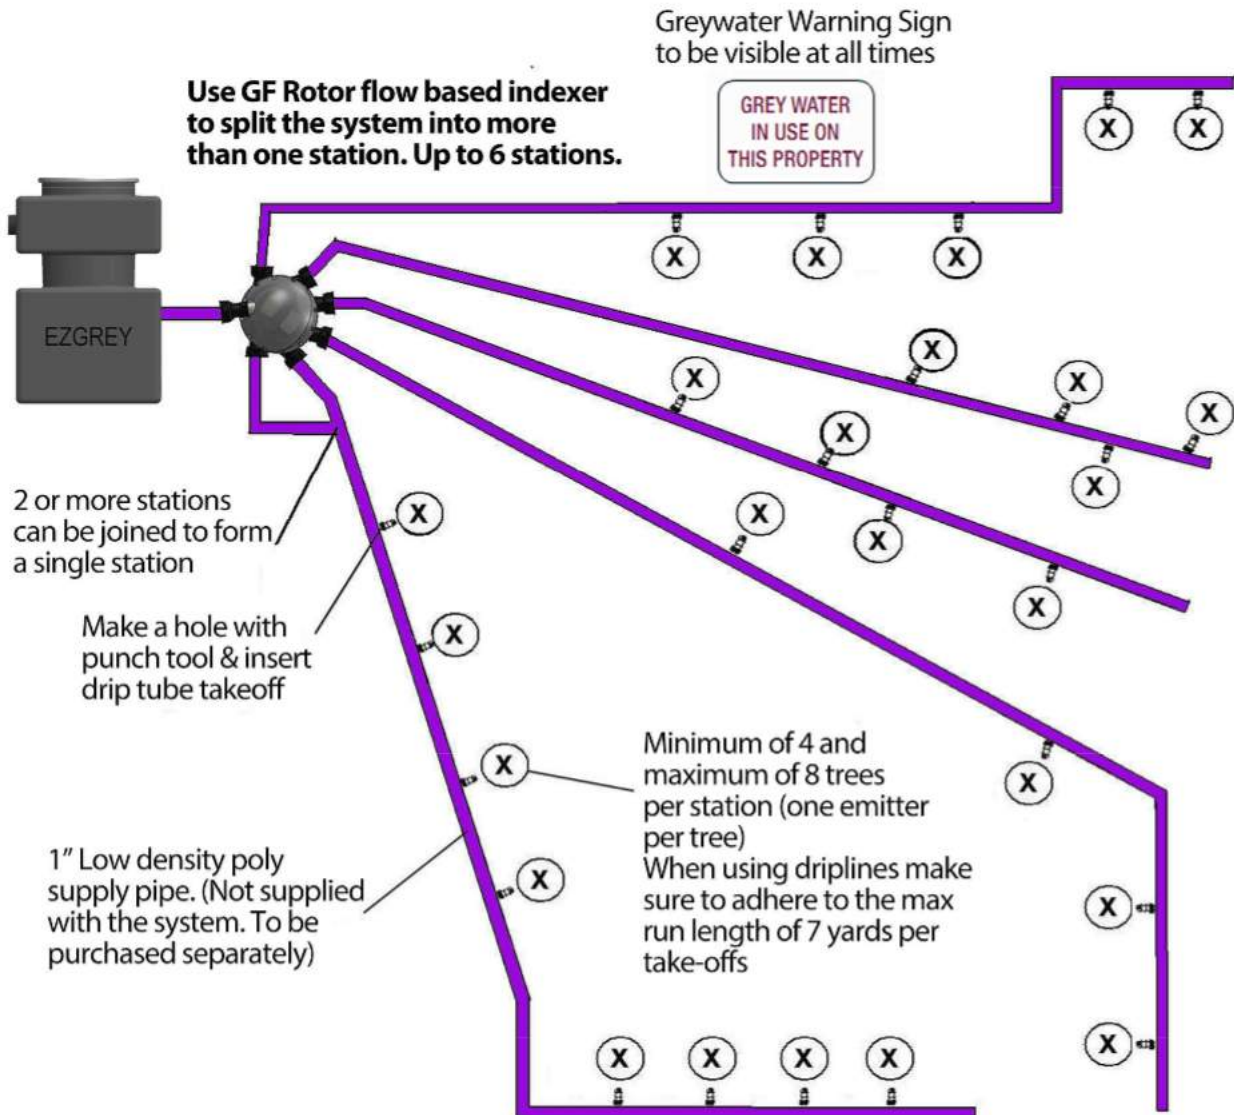 Greywater Warning Sign
to be visible at all times
Use GF Rotor flow based indexer
to split the system into more
than one station. Up to 6 stations.
GREY WATER
IN USE ON
THIS PROPERTY
X X
X X X
EZGREY
X
X
X
X
X
X
X
X
2 or more stations
can be joined to form
a single station
X
X
X
X
Make a hole with
punch tool & insert
drip tube takeoff
X
Minimum of 4 and
maximum of 8 trees
per station (one emitter
per tree)
When using driplines make
sure to adhere to the max
run length of 7 yards per
take-offs
X
X
1” Low density poly
supply pipe. (Not supplied
with the system. To be
purchased separately)
X
X
X
X X X X